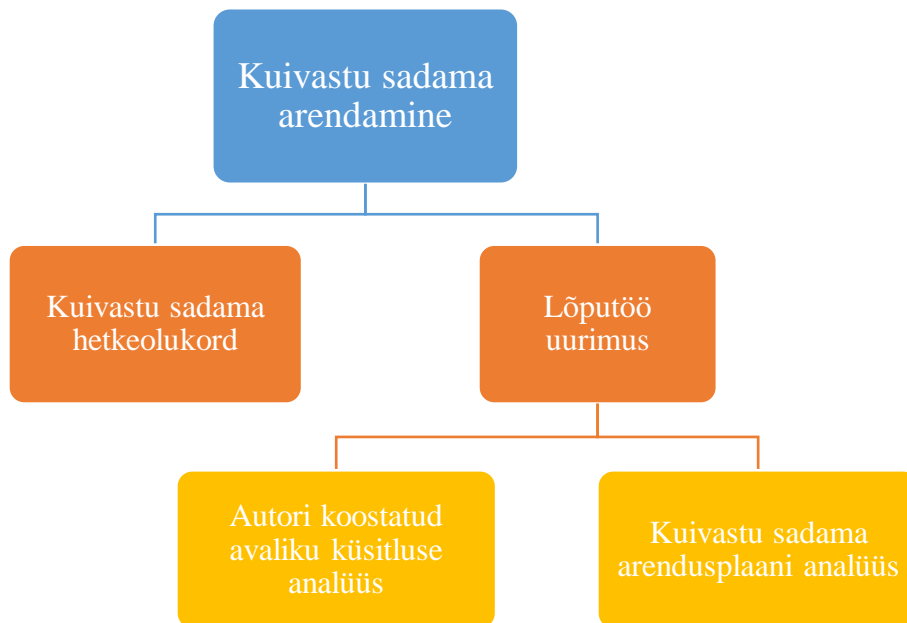 Kuivastu sadama
arendamine
Kuivastu sadama
hetkeolukord
Lõputöö
uurimus
Autori koostatud
avaliku küsitluse
analüüs
Kuivastu sadama
arendusplaani analüüs